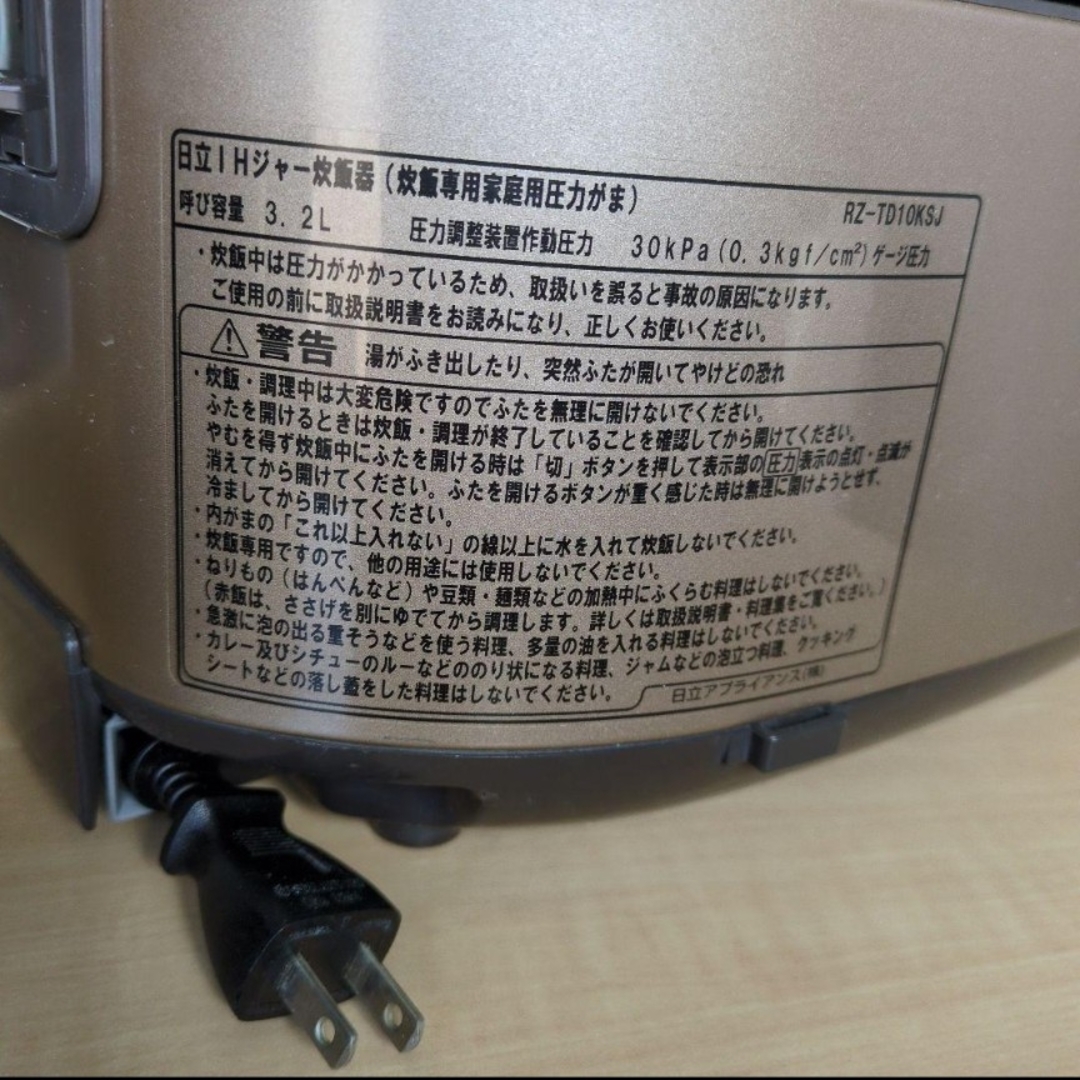 日立IHジャー炊飯器（炊飯専用家庭用圧力がま） RZ-TD10KSJ
呼び容量 3.2L 圧力調整装置作動圧力 30kPa(0.3kgf/cm²)ゲージ圧力
・炊飯中は圧力がかかっているため、取扱いを誤ると事故の原因になります。
ご使用の前に取扱説明書をお読みになり、正しくお使いください。
警告 湯がふき出したり、突然ふたが開いてやけどの恐れ
・炊飯・調理中は大変危険ですのでふたを無理に開けないでください。
ふたを開けるときは炊飯・調理が終了していることを確認してから開けてください。
やむを得ず炊飯中にふたを開ける時は「切」ボタンを押して表示部の圧力表示の点灯・点滅が
消えてから開けてください。ふたを開けるボタンが重く感じた時は無理に開けようとせず、
冷ましてから開けてください。
・内がまの「これ以上入れない」の線以上に水を入れて炊飯しないでください。
・炊飯専用ですので、他の用途には使用しないでください。
・ねりもの（はんぺんなど）や豆類・麺類などの加熱中にふくらむ料理はしないでください。
（赤飯は、ささげを別にゆでてから調理します。詳しくは取扱説明書・料理集をご覧ください。）
・急激に泡の出る重そうなどを使う料理、多量の油を入れる料理はしないでください。
・カレー及びシチューのルーなどののり状になる料理、ジャムなどの泡立つ料理、クッキング
シートなどの落し蓋をした料理はしないでください。
日立アプライアンス(株)